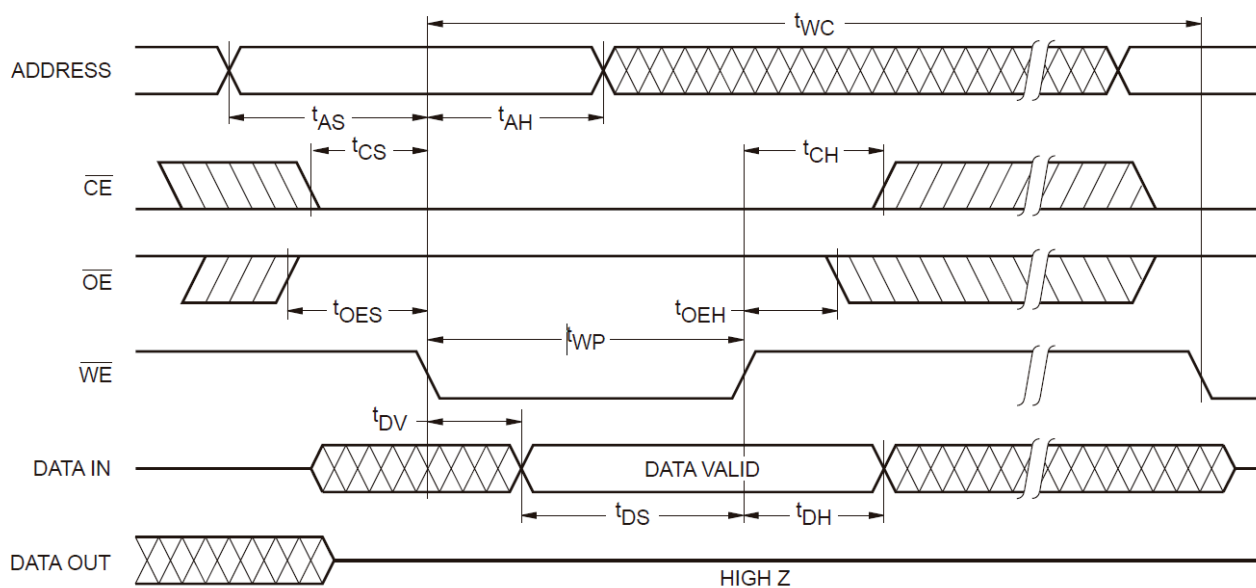 tWC
ADDRESS
tAS tAH
tCS tCH
CE
OE
tOES tOEH
tWP
WE
tDV
DATA IN DATA VALID
tDS tDH
DATA OUT
HIGH Z